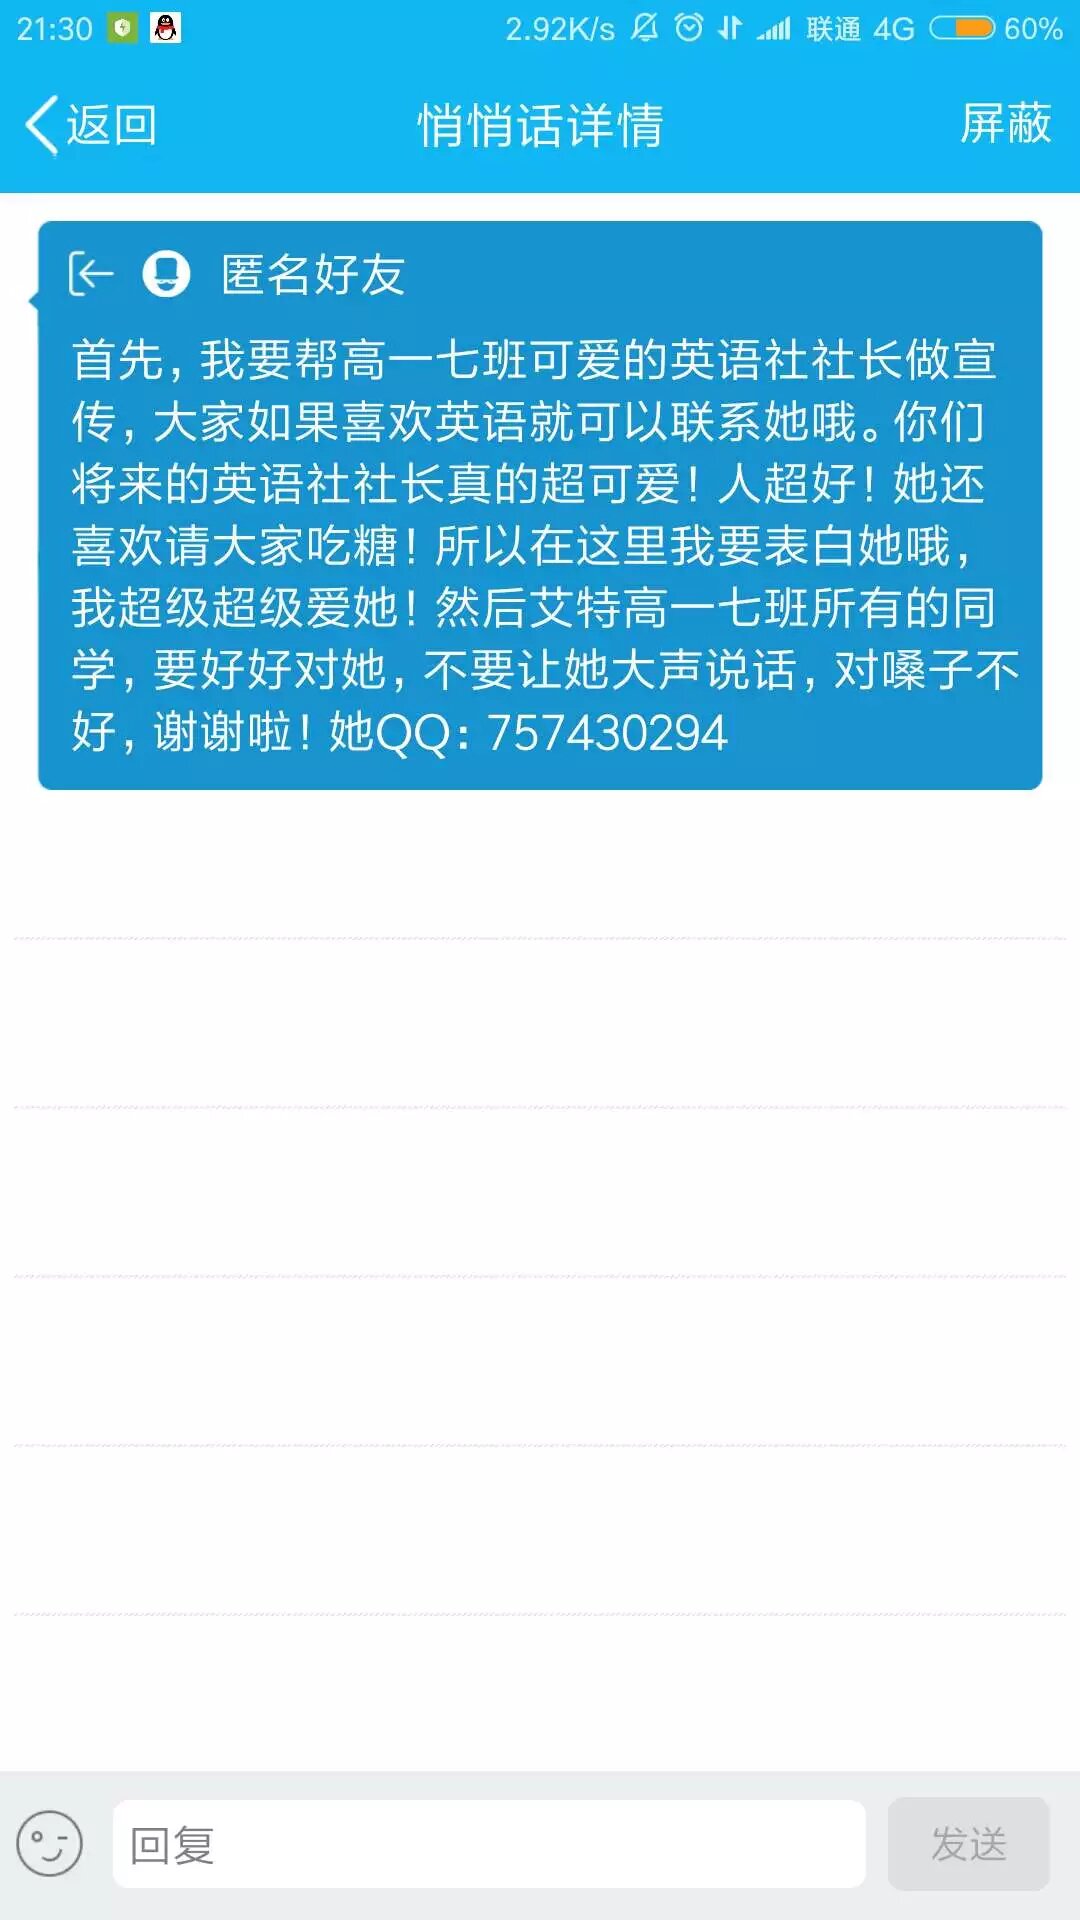 21:30 2.92K/s 联通 4G 60%
返回 悄悄话详情 屏蔽
匿名好友
首先，我要帮高一七班可爱的英语社社长做宣
传，大家如果喜欢英语就可以联系她哦。你们
将来的英语社社长真的超可爱！人超好！她还
喜欢请大家吃糖！所以在这里我要表白她哦，
我超级超级爱她！然后艾特高一七班所有的同
学，要好好对她，不要让她大声说话，对嗓子不
好，谢谢啦！她QQ：757430294
回复 发送